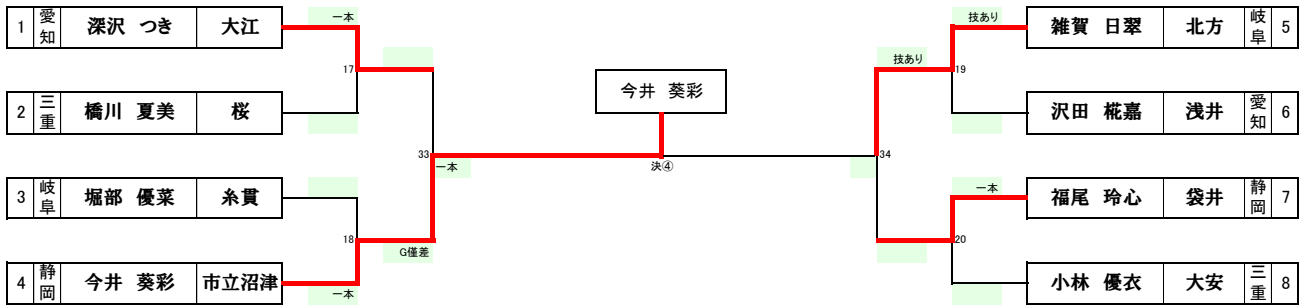 1 愛知 深沢 つき 大江
一本
17
2 三重 橋川 夏美 桜
33
一本
3 岐阜 堀部 優菜 糸貫
18
G僅差
4 静岡 今井 葵彩 市立沼津
一本
今井 葵彩
決④
技あり
雑賀 日翠 北方 岐阜 5
技あり
19
沢田 椛嘉 浅井 愛知 6
34
一本
福尾 玲心 袋井 静岡 7
20
小林 優衣 大安 三重 8